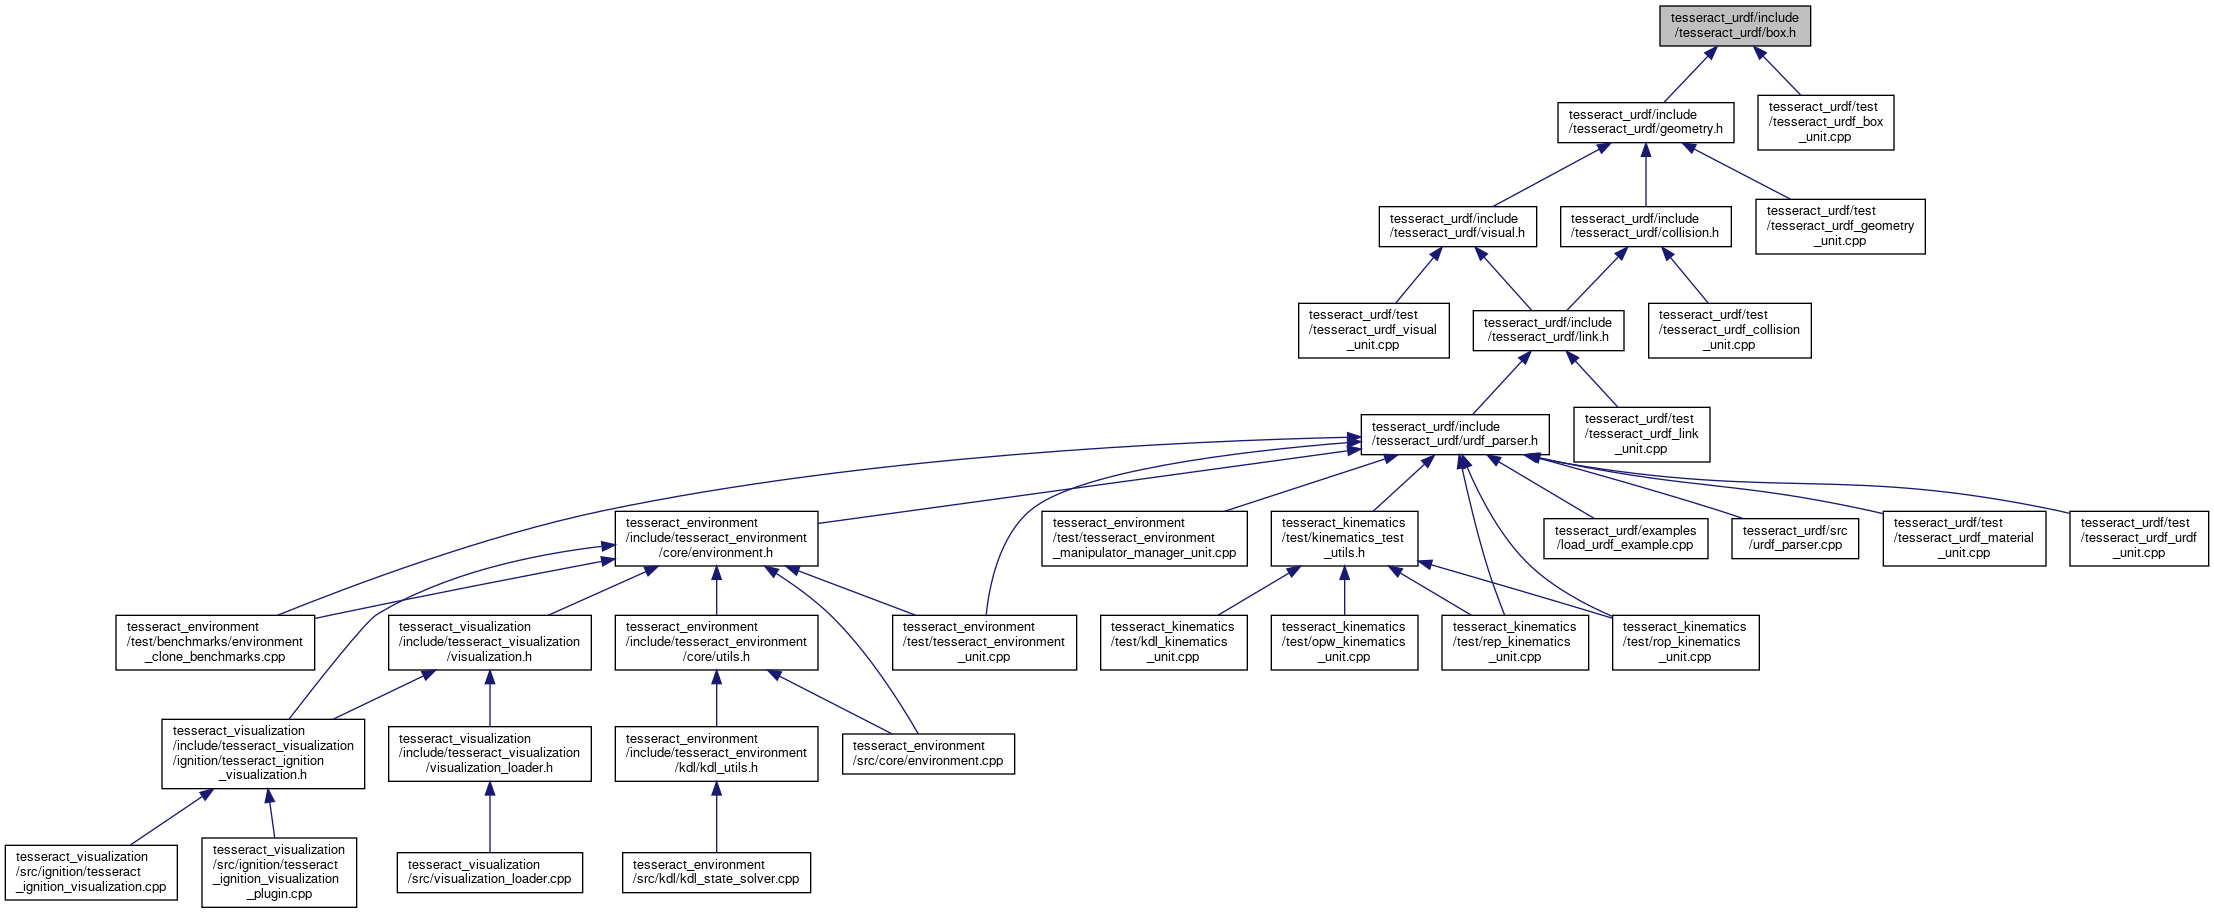 tesseract_urdf/include
/tesseract_urdf/box.h
tesseract_urdf/include
/tesseract_urdf/geometry.h
tesseract_urdf/test
/tesseract_urdf_box
_unit.cpp
tesseract_urdf/include
/tesseract_urdf/visual.h
tesseract_urdf/include
/tesseract_urdf/collision.h
tesseract_urdf/test
/tesseract_urdf_geometry
_unit.cpp
tesseract_urdf/test
/tesseract_urdf_visual
_unit.cpp
tesseract_urdf/include
/tesseract_urdf/link.h
tesseract_urdf/test
/tesseract_urdf_collision
_unit.cpp
tesseract_urdf/include
/tesseract_urdf/urdf_parser.h
tesseract_urdf/test
/tesseract_urdf_link
_unit.cpp
tesseract_environment
/include/tesseract_environment
/core/environment.h
tesseract_environment
/test/tesseract_environment
_manipulator_manager_unit.cpp
tesseract_kinematics
/test/kinematics_test
_utils.h
tesseract_urdf/examples
/load_urdf_example.cpp
tesseract_urdf/src
/urdf_parser.cpp
tesseract_urdf/test
/tesseract_urdf_material
_unit.cpp
tesseract_urdf/test
/tesseract_urdf_urdf
_unit.cpp
tesseract_environment
/test/benchmarks/environment
_clone_benchmarks.cpp
tesseract_visualization
/include/tesseract_visualization
/visualization.h
tesseract_environment
/include/tesseract_environment
/core/utils.h
tesseract_environment
/test/tesseract_environment
_unit.cpp
tesseract_kinematics
/test/kdl_kinematics
_unit.cpp
tesseract_kinematics
/test/opw_kinematics
_unit.cpp
tesseract_kinematics
/test/rep_kinematics
_unit.cpp
tesseract_kinematics
/test/rop_kinematics
_unit.cpp
tesseract_visualization
/include/tesseract_visualization
/ignition/tesseract_ignition
_visualization.h
tesseract_visualization
/include/tesseract_visualization
/visualization_loader.h
tesseract_environment
/include/tesseract_environment
/kdl/kdl_utils.h
tesseract_environment
/src/core/environment.cpp
tesseract_visualization
/src/ignition/tesseract
_ignition_visualization.cpp
tesseract_visualization
/src/ignition/tesseract
_ignition_visualization
_plugin.cpp
tesseract_visualization
/src/visualization_loader.cpp
tesseract_environment
/src/kdl/kdl_state_solver.cpp